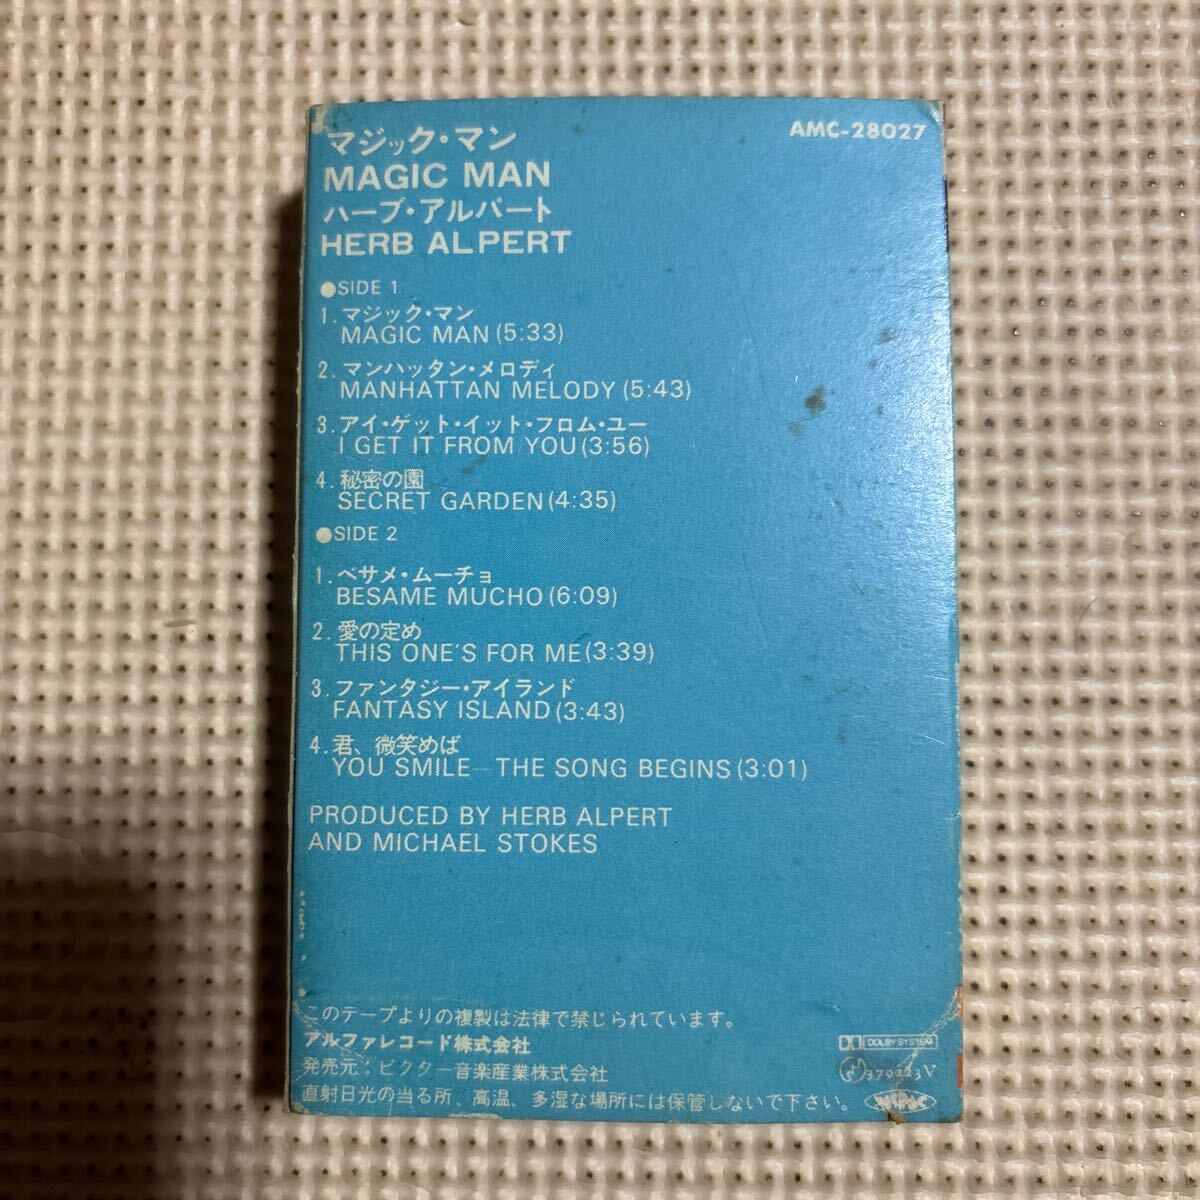 マジック・マン
AMC-28027
MAGIC MAN
ハーブ・アルパート
HERB ALPERT
●SIDE 1
1.マジック・マン
MAGIC MAN(5:33)
2.マンハッタン・メロディ
MANHATTAN MELODY(5:43)
3.アイ・ゲット・イット・フロム・ユー
I GET IT FROM YOU(3:56)
4.秘密の園
SECRET GARDEN(4:35)
●SIDE 2
1.ベサメ・ムーチョ
BESAME MUCHO(6:09)
2.愛の定め
THIS ONE'S FOR ME(3:39)
3.ファンタジー・アイランド
FANTASY ISLAND(3:43)
4.君、微笑めば
YOU SMILE—THE SONG BEGINS(3:01)
PRODUCED BY HERB ALPERT
AND MICHAEL STOKES
このテープよりの複製は法律で禁じられています。
アルファレコード株式会社
DOLBY SYSTEM
発売元：ビクター音楽産業株式会社
直射日光の当る所、高温、多湿な場所には保管しないで下さい。